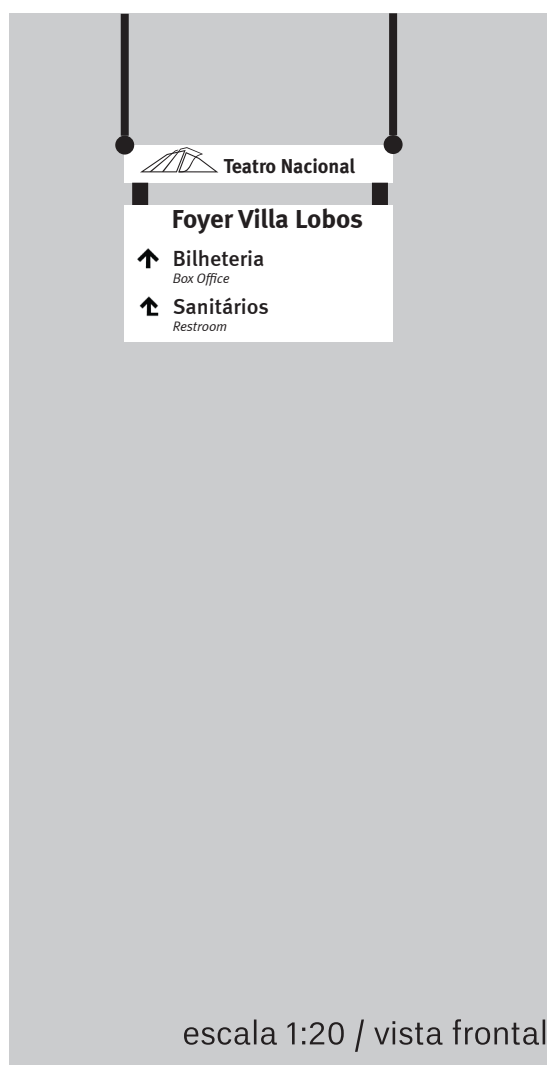 Teatro Nacional
Foyer Villa Lobos
Bilheteria
Box Office
Sanitários
Restroom
escala 1:20 / vista frontal